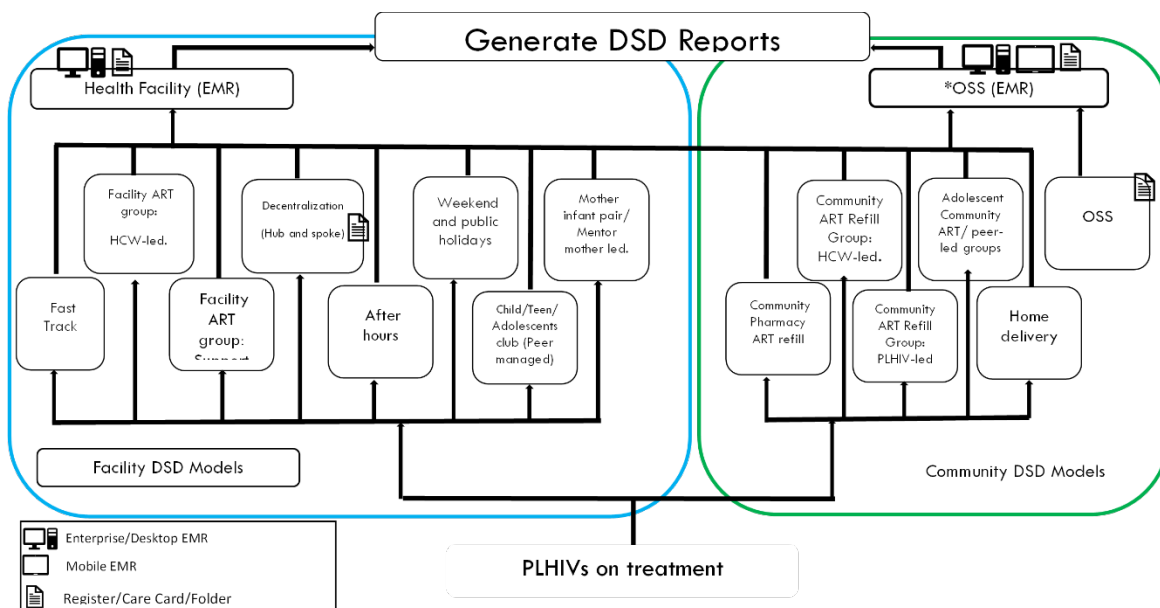 Generate DSD Reports
Health Facility (EMR)
*OSS (EMR)
Facility ART
group:
HCW-led.
Decentralization
(Hub and spoke)
Weekend
and public
holidays
Mother
infant pair/
Mentor
mother led.
Community
ART Refill
Group:
HCW-led.
Adolescent
Community
ART/ peer-
led groups
OSS
Fast
Track
Facility
ART
group:
Support
After
hours
Child/Teen/
Adolescents
club (Peer
managed)
Community
Pharmacy
ART refill
Community
ART Refill
Group:
PLHIV-led
Home
delivery
Facility DSD Models
Community DSD Models
PLHIVs on treatment
Enterprise/Desktop EMR
Mobile EMR
Register/Care Card/Folder